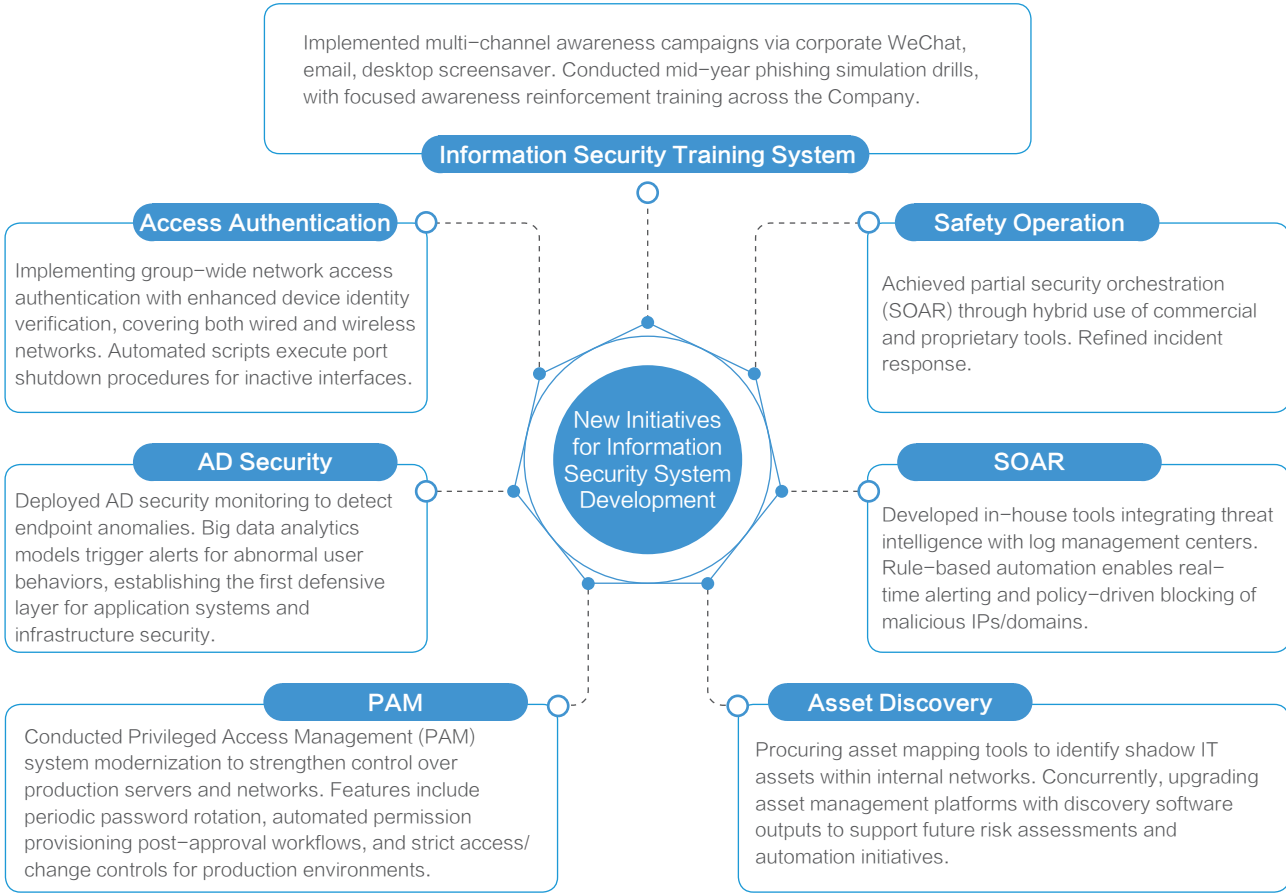 Implemented multi-channel awareness campaigns via corporate WeChat,
email, desktop screensaver. Conducted mid-year phishing simulation drills,
with focused awareness reinforcement training across the Company.
Information Security Training System
Access Authentication
Implementing group-wide network access
authentication with enhanced device identity
verification, covering both wired and wireless
networks. Automated scripts execute port
shutdown procedures for inactive interfaces.
Safety Operation
Achieved partial security orchestration
(SOAR) through hybrid use of commercial
and proprietary tools. Refined incident
response.
New Initiatives
for Information
Security System
Development
AD Security
Deployed AD security monitoring to detect
endpoint anomalies. Big data analytics
models trigger alerts for abnormal user
behaviors, establishing the first defensive
layer for application systems and
infrastructure security.
SOAR
Developed in-house tools integrating threat
intelligence with log management centers.
Rule-based automation enables real-
time alerting and policy-driven blocking of
malicious IPs/domains.
PAM
Conducted Privileged Access Management (PAM)
system modernization to strengthen control over
production servers and networks. Features include
periodic password rotation, automated permission
provisioning post-approval workflows, and strict access/
change controls for production environments.
Asset Discovery
Procuring asset mapping tools to identify shadow IT
assets within internal networks. Concurrently, upgrading
asset management platforms with discovery software
outputs to support future risk assessments and
automation initiatives.